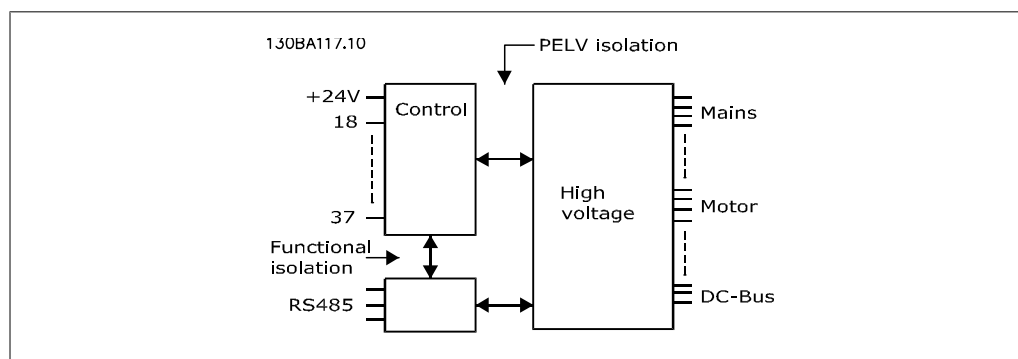 130BA117.10
PELV isolation
+24V
Control
18
Mains
High
voltage
37
Motor
Functional
isolation
RS485
DC-Bus